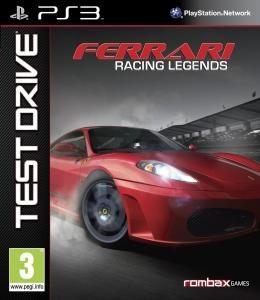 PS3
PlayStation Network
TEST DRIVE
FERRARI
RACING LEGENDS
3
www.pegi.info
rombax GAMES